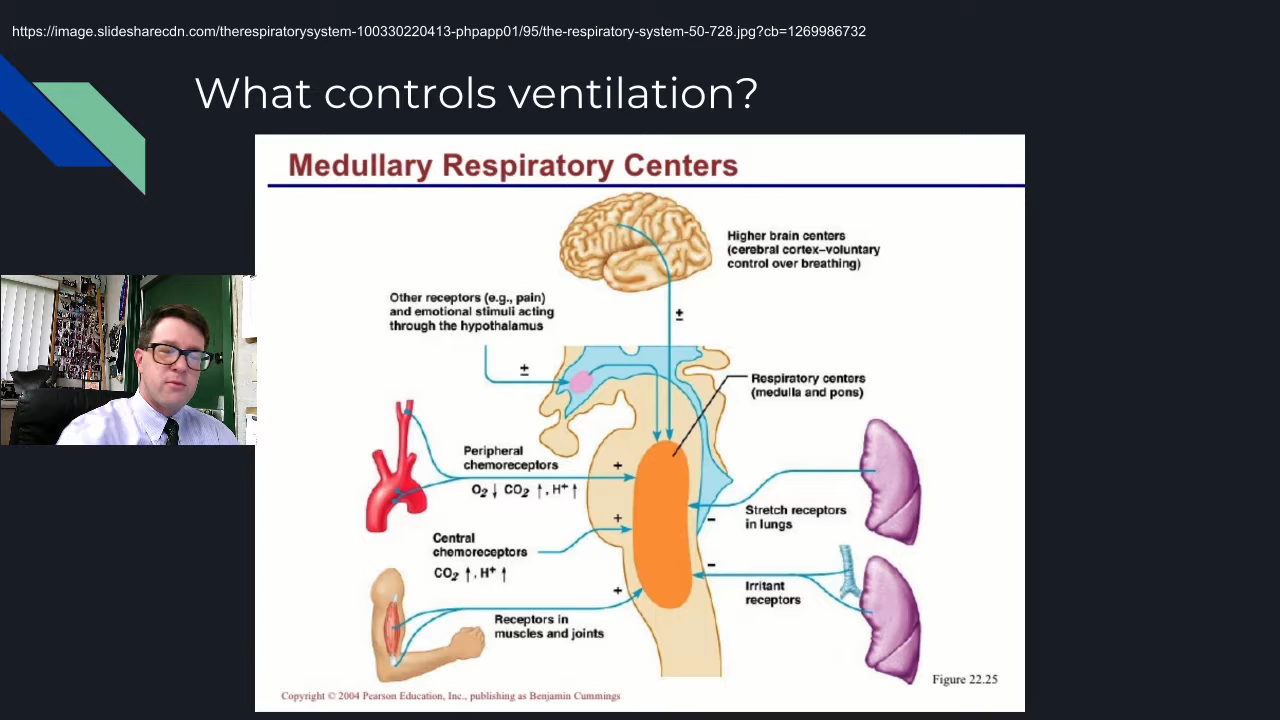 https://image.slidesharecdn.com/therespiratorysystem-100330220413-phpapp01/95/the-respiratory-system-50-728.jpg?cb=1269986732
What controls ventilation?
Medullary Respiratory Centers
Higher brain centers
(cerebral cortex–voluntary
control over breathing)
Other receptors (e.g., pain)
and emotional stimuli acting
through the hypothalamus
±
±
Respiratory centers
(medulla and pons)
Peripheral
chemoreceptors
+
O₂ ↓ CO₂ ↑, H⁺ ↑
Stretch receptors
in lungs
–
Central
chemoreceptors
+
CO₂ ↑, H⁺ ↑
–
Irritant
receptors
+
Receptors in
muscles and joints
Figure 22.25
Copyright © 2004 Pearson Education, Inc., publishing as Benjamin Cummings